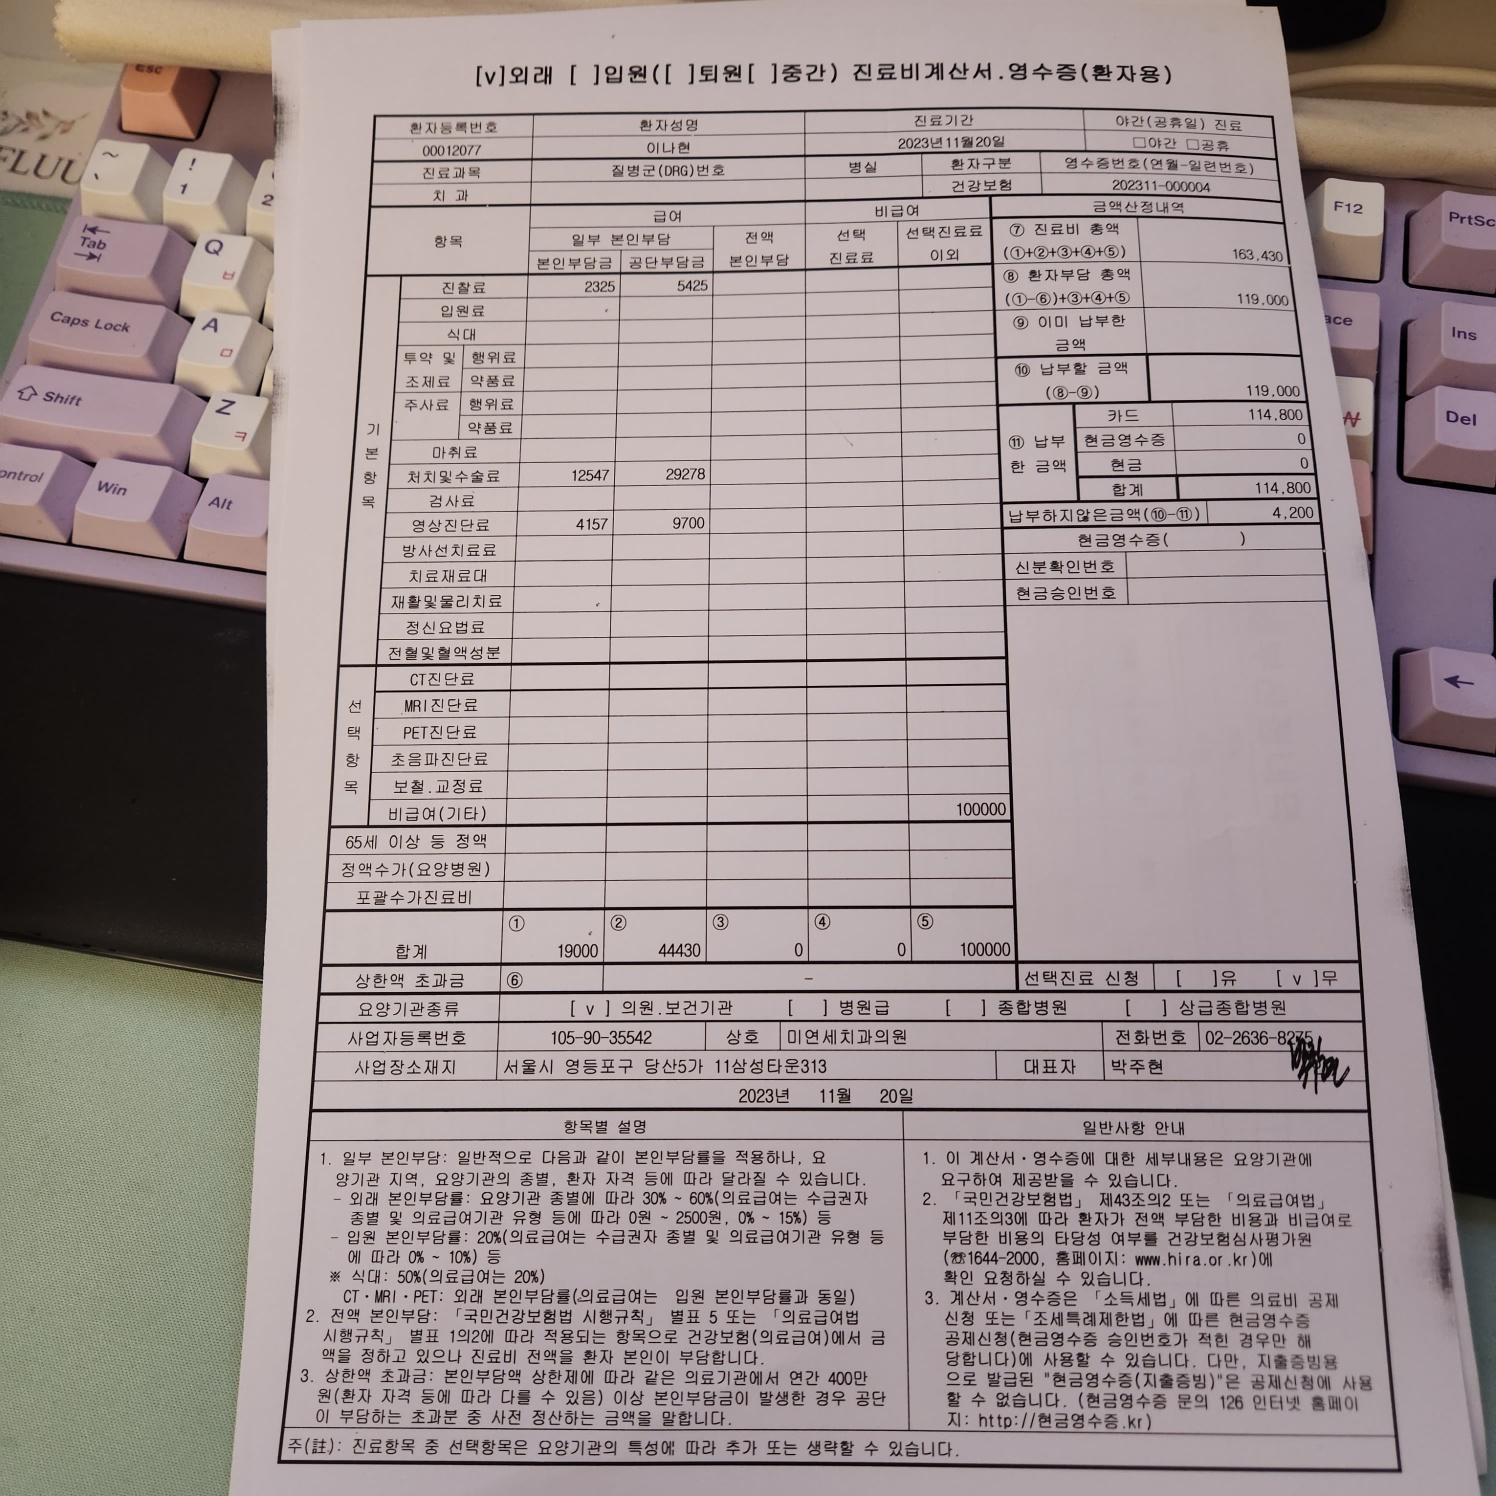 [v]외래 [ ]입원([ ]퇴원[ ]중간) 진료비계산서.영수증(환자용)
환자등록번호 환자성명 진료기간 야간(공휴일) 진료
00012077 이나현 2023년11월20일 □야간 □공휴
진료과목 질병군(DRG)번호 병실 환자구분 영수증번호(연월-일련번호)
치 과 건강보험 202311-000004
항목 급여 비급여 금액산정내역
일부 본인부담 전액 본인부담 선택 진료료 선택진료료 이외
본인부담금 공단부담금
⑦ 진료비 총액
(①+②+③+④+⑤) 163,430
⑧ 환자부담 총액
(①-⑥)+③+④+⑤ 119,000
⑨ 이미 납부한
금액
⑩ 납부할 금액
(⑧-⑨) 119,000
⑪ 납부
한 금액
카드 114,800
현금영수증 0
현금 0
합계 114,800
납부하지않은금액(⑩-⑪) 4,200
현금영수증( )
신분확인번호
현금승인번호
기본항목
진찰료 2325 5425
입원료
식대
투약 및 행위료
조제료 약품료
주사료 행위료
약품료
마취료
처치및수술료 12547 29278
검사료
영상진단료 4157 9700
방사선치료료
치료재료대
재활및물리치료
정신요법료
전혈및혈액성분
선택항목
CT진단료
MRI진단료
PET진단료
초음파진단료
보철.교정료
비급여(기타) 100000
65세 이상 등 정액
정액수가(요양병원)
포괄수가진료비
① ② ③ ④ ⑤
합계 19000 44430 0 0 100000
상한액 초과금 ⑥ - 선택진료 신청 [ ]유 [ v ]무
요양기관종류 [ v ] 의원.보건기관 [ ] 병원급 [ ] 종합병원 [ ] 상급종합병원
사업자등록번호 105-90-35542 상호 미연세치과의원 전화번호 02-2636-8275
사업장소재지 서울시 영등포구 당산5가 11삼성타운313 대표자 박주현
2023년 11월 20일
항목별 설명
1. 일부 본인부담: 일반적으로 다음과 같이 본인부담률을 적용하나, 요
양기관 지역, 요양기관의 종별, 환자 자격 등에 따라 달라질 수 있습니다.
- 외래 본인부담률: 요양기관 종별에 따라 30% ~ 60%(의료급여는 수급권자
종별 및 의료급여기관 유형 등에 따라 0원 ~ 2500원, 0% ~ 15%) 등
- 입원 본인부담률: 20%(의료급여는 수급권자 종별 및 의료급여기관 유형 등
에 따라 0% ~ 10%) 등
※ 식대: 50%(의료급여는 20%)
CT·MRI·PET: 외래 본인부담률(의료급여는 입원 본인부담률과 동일)
2. 전액 본인부담: 「국민건강보험법 시행규칙」 별표 5 또는 「의료급여법
시행규칙」 별표 1의2에 따라 적용되는 항목으로 건강보험(의료급여)에서 금
액을 정하고 있으나 진료비 전액을 환자 본인이 부담합니다.
3. 상한액 초과금: 본인부담액 상한제에 따라 같은 의료기관에서 연간 400만
원(환자 자격 등에 따라 다를 수 있음) 이상 본인부담금이 발생한 경우 공단
이 부담하는 초과분 중 사전 정산하는 금액을 말합니다.
일반사항 안내
1. 이 계산서·영수증에 대한 세부내용은 요양기관에
요구하여 제공받을 수 있습니다.
2. 「국민건강보험법」 제43조의2 또는 「의료급여법」
제11조의3에 따라 환자가 전액 부담한 비용과 비급여로
부담한 비용의 타당성 여부를 건강보험심사평가원
(☏1644-2000, 홈페이지: www.hira.or.kr)에
확인 요청하실 수 있습니다.
3. 계산서·영수증은 「소득세법」에 따른 의료비 공제
신청 또는「조세특례제한법」에 따른 현금영수증
공제신청(현금영수증 승인번호가 적힌 경우만 해
당합니다)에 사용할 수 있습니다. 다만, 지출증빙용
으로 발급된 "현금영수증(지출증빙)"은 공제신청에 사용
할 수 없습니다. (현금영수증 문의 126 인터넷 홈페이
지: http://현금영수증.kr)
주(註): 진료항목 중 선택항목은 요양기관의 특성에 따라 추가 또는 생략할 수 있습니다.
Esc
FLUU
~
!
1
2
Tab
Q
ㅂ
Caps Lock
A
ㅁ
Shift
Z
ㅋ
ontrol
Win
Alt
F12
PrtSc
ace
Ins
₩
Del
←